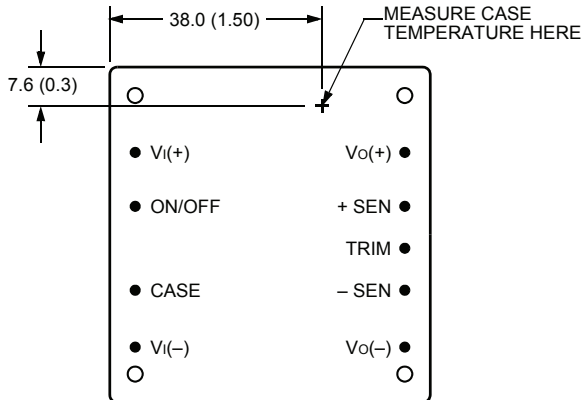 38.0 (1.50)
MEASURE CASE
TEMPERATURE HERE
7.6 (0.3)
VI(+)
VO(+)
ON/OFF
+ SEN
TRIM
CASE
– SEN
VI(–)
VO(–)